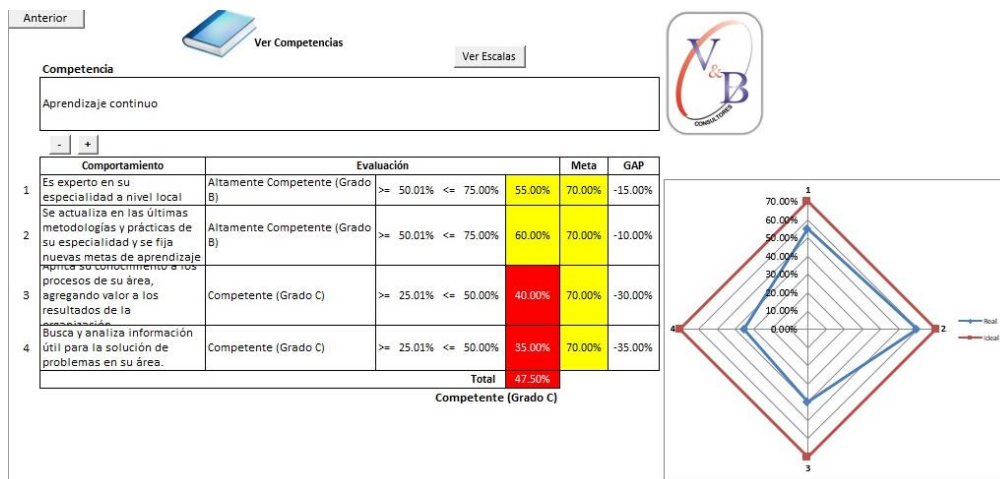 Anterior
Ver Competencias
Ver Escalas
Competencia
Aprendizaje continuo
V&B
CONSULTORES
- +
Comportamiento Evaluación Meta GAP
1 Es experto en su especialidad a nivel local Altamente Competente (Grado B) >= 50.01% <= 75.00% 55.00% 70.00% -15.00%
2 Se actualiza en las últimas metodologías y prácticas de su especialidad y se fija nuevas metas de aprendizaje Altamente Competente (Grado B) >= 50.01% <= 75.00% 60.00% 70.00% -10.00%
3 Aplica su conocimiento a los procesos de su área, agregando valor a los resultados de la organización Competente (Grado C) >= 25.01% <= 50.00% 40.00% 70.00% -30.00%
4 Busca y analiza información útil para la solución de problemas en su área. Competente (Grado C) >= 25.01% <= 50.00% 35.00% 70.00% -35.00%
Total 47.50%
Competente (Grado C)
1
70.00%
60.00%
50.00%
40.00%
30.00%
20.00%
10.00%
4 0.00% 2
Real
Ideal
3